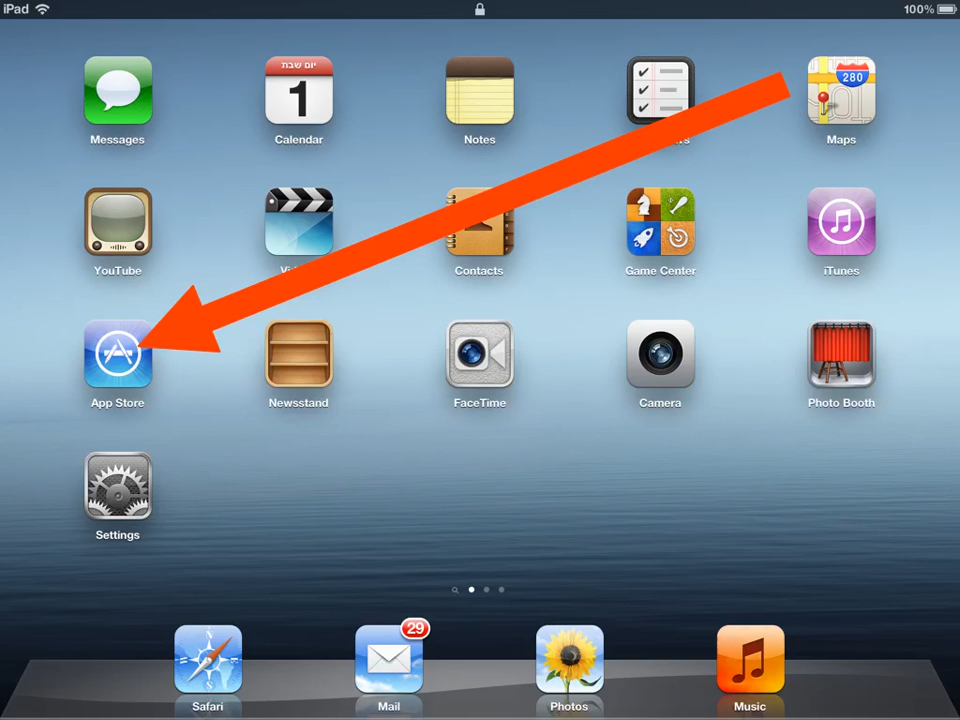 iPad 100%
יום שבת
1
280
Messages Calendar Notes Maps
YouTube Contacts Game Center iTunes
App Store Newsstand FaceTime Camera Photo Booth
Settings
29
Safari Mail Photos Music